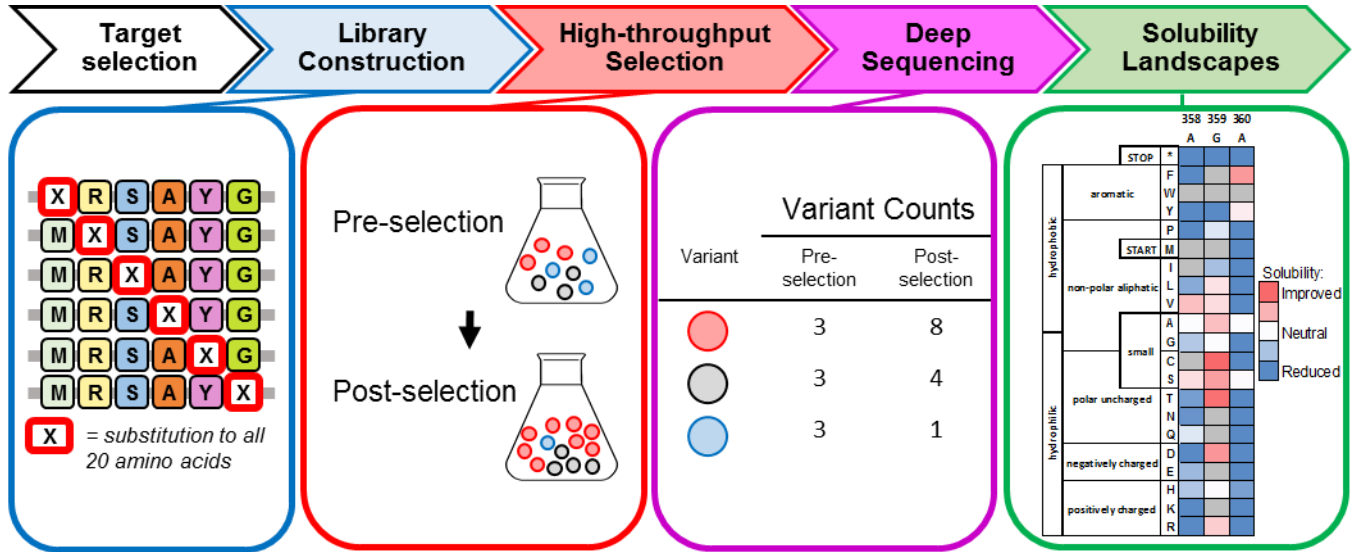 Target
selection
Library
Construction
High-throughput
Selection
Deep
Sequencing
Solubility
Landscapes
X R S A Y G
M X S A Y G
M R X A Y G
M R S X Y G
M R S A X G
M R S A Y X
X = substitution to all
20 amino acids
Pre-selection
Post-selection
Variant Counts
Variant
Pre-
selection
Post-
selection
3 8
3 4
3 1
358 359 360
A G A
STOP *
F
W
Y
P
START M
I
L
V
A
G
C
S
T
N
Q
D
E
H
K
R
hydrophobic
hydrophilic
aromatic
non-polar aliphatic
small
polar uncharged
negatively charged
positively charged
Solubility:
Improved
Neutral
Reduced